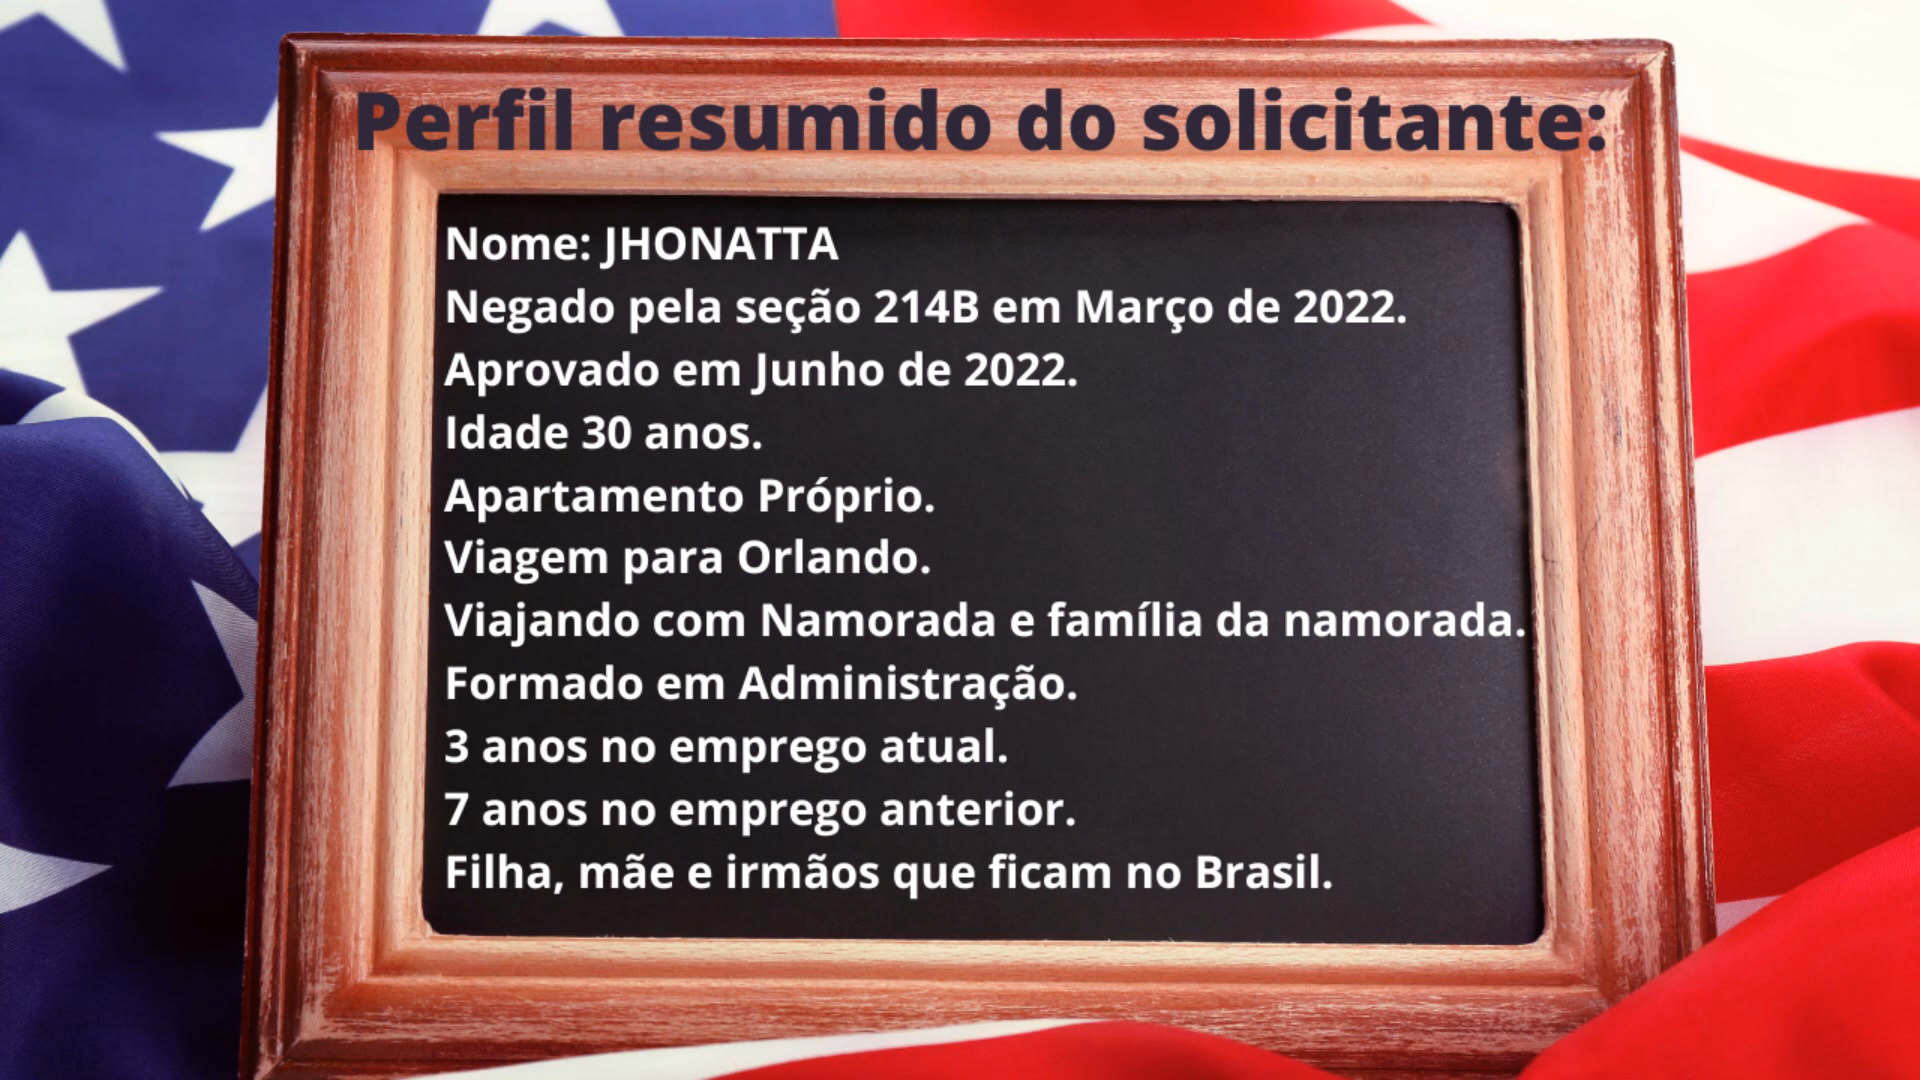 Perfil resumido do solicitante:
Nome: JHONATTA
Negado pela seção 214B em Março de 2022.
Aprovado em Junho de 2022.
Idade 30 anos.
Apartamento Próprio.
Viagem para Orlando.
Viajando com Namorada e família da namorada.
Formado em Administração.
3 anos no emprego atual.
7 anos no emprego anterior.
Filha, mãe e irmãos que ficam no Brasil.